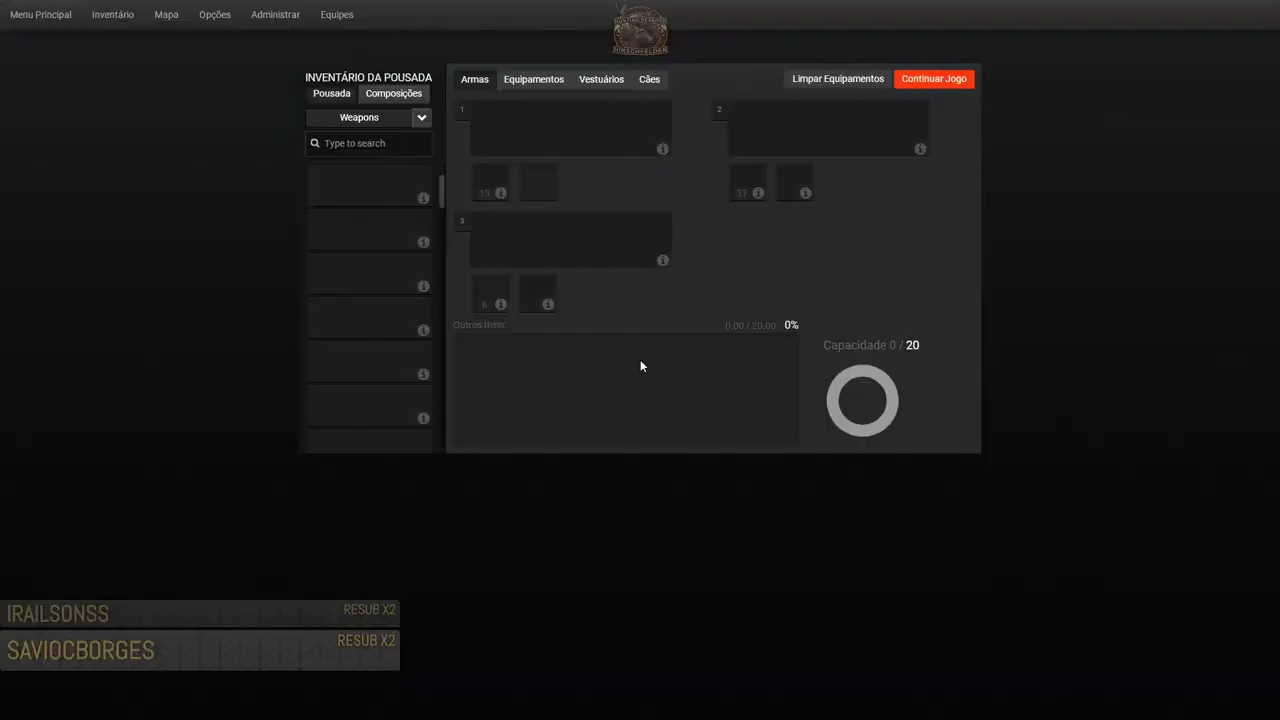 Menu Principal Inventário Mapa Opções Administrar Equipes
HIRSCHFELDEN
INVENTÁRIO DA POUSADA
Pousada Composições
Weapons
Type to search
Armas Equipamentos Vestuários Cães Limpar Equipamentos Continuar Jogo
1 2
13 37
3
6
Outros Itens: 0.00 / 20.00 0%
Capacidade 0 / 20
IRAILSONSS RESUB X2
SAVIOCBORGES RESUB X2